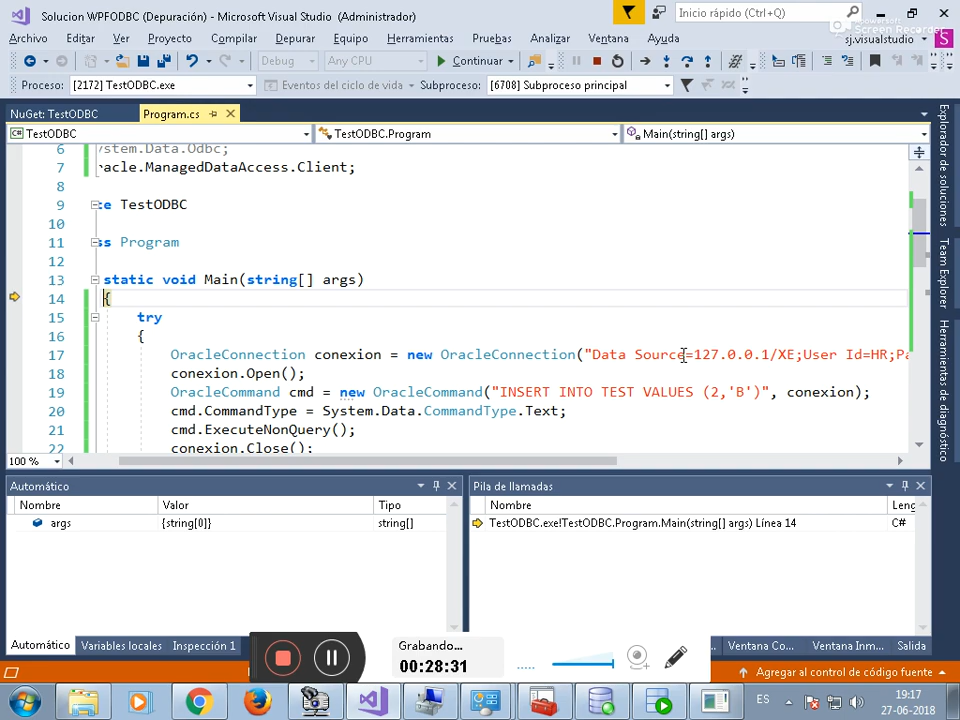 Solucion WPFODBC (Depuración) - Microsoft Visual Studio (Administrador)
Inicio rápido (Ctrl+Q)
Archivo Editar Ver Proyecto Compilar Depurar Equipo Herramientas Pruebas Analizar Ventana Ayuda
sj.visualstudio
S
Debug Any CPU Continuar
Proceso: [2172] TestODBC.exe Eventos del ciclo de vida Subproceso: [6708] Subproceso principal
NuGet: TestODBC Program.cs
TestODBC TestODBC.Program Main(string[] args)
6 ystem.Data.Odbc;
7 racle.ManagedDataAccess.Client;
8
9 ce TestODBC
10
11 ss Program
12
13 static void Main(string[] args)
14 {
15 try
16 {
17 OracleConnection conexion = new OracleConnection("Data Source=127.0.0.1/XE;User Id=HR;Pa
18 conexion.Open();
19 OracleCommand cmd = new OracleCommand("INSERT INTO TEST VALUES (2,'B')", conexion);
20 cmd.CommandType = System.Data.CommandType.Text;
21 cmd.ExecuteNonQuery();
22 conexion.Close();
100 %
Explorador de soluciones
Team Explorer
Herramientas de diagnóstico
Automático
Nombre Valor Tipo
args {string[0]} string[]
Pila de llamadas
Nombre Leng
TestODBC.exe!TestODBC.Program.Main(string[] args) Línea 14 C#
Automático Variables locales Inspección 1
Ventana Co... Ventana Inm... Salida
Grabando...
00:28:31
Agregar al control de código fuente
ES
19:17
27-06-2018